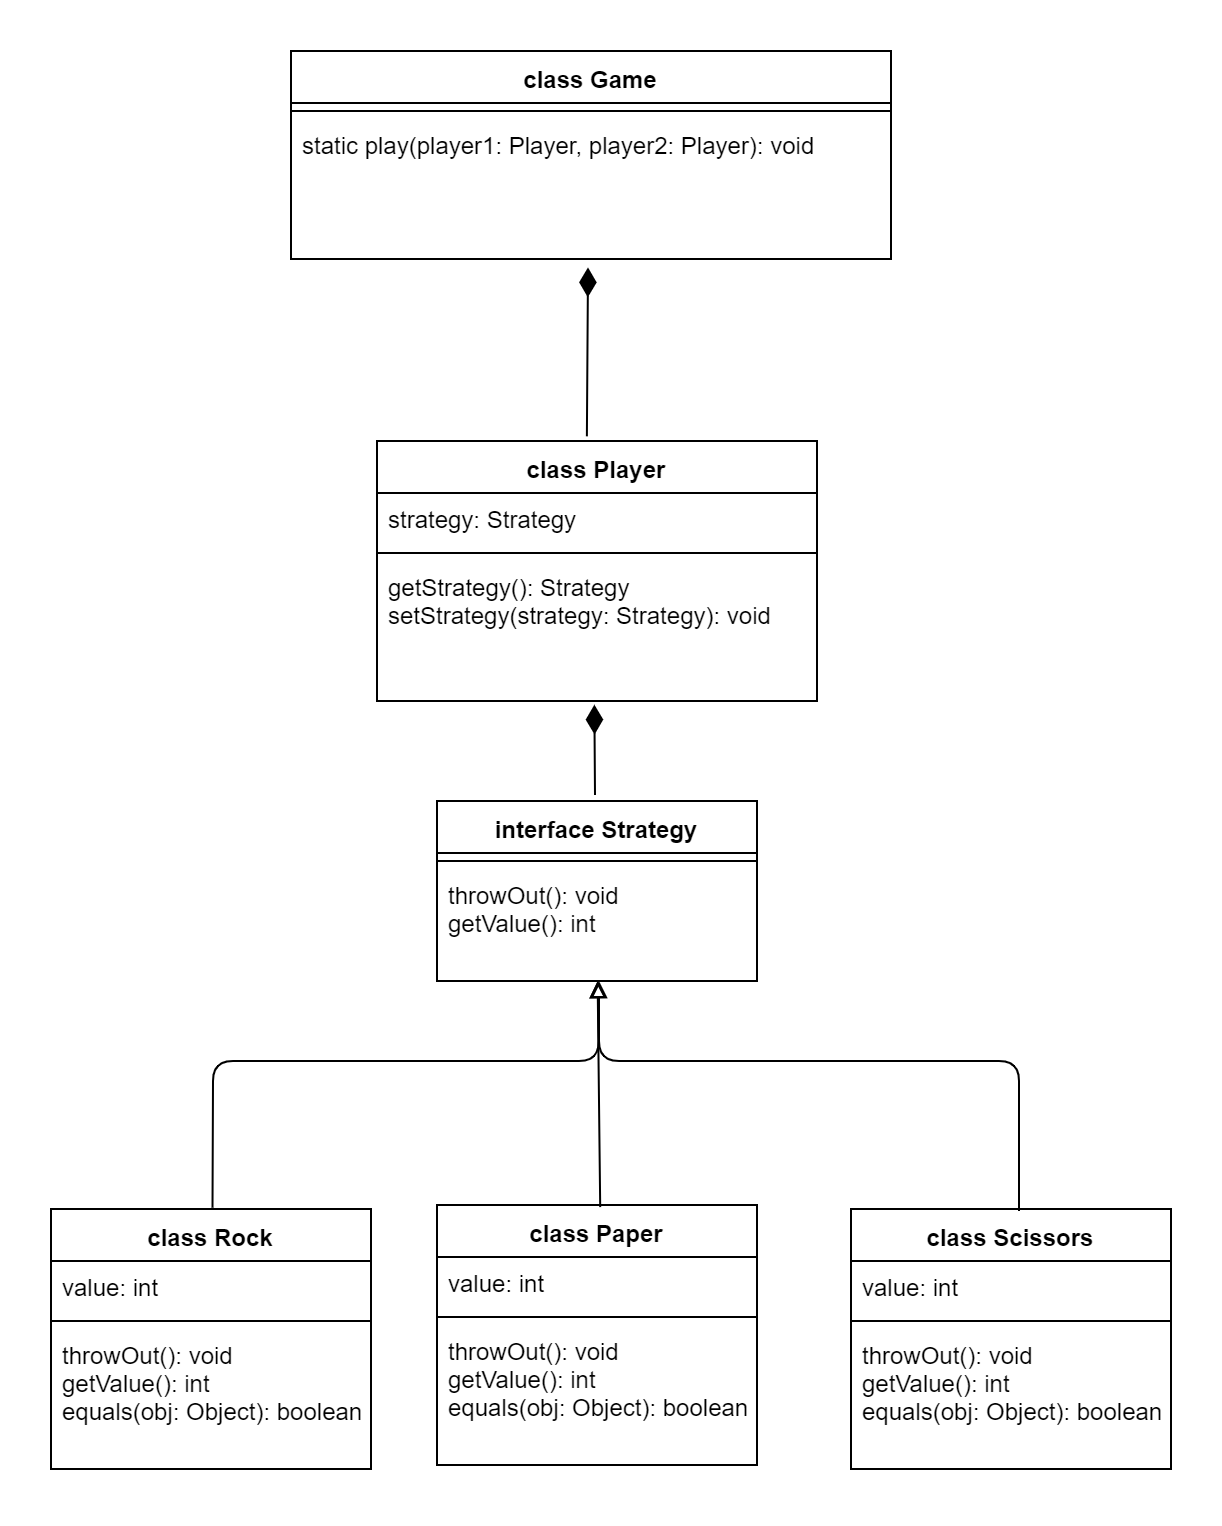 class Game
static play(player1: Player, player2: Player): void
class Player
strategy: Strategy
getStrategy(): Strategy
setStrategy(strategy: Strategy): void
interface Strategy
throwOut(): void
getValue(): int
class Rock
value: int
throwOut(): void
getValue(): int
equals(obj: Object): boolean
class Paper
value: int
throwOut(): void
getValue(): int
equals(obj: Object): boolean
class Scissors
value: int
throwOut(): void
getValue(): int
equals(obj: Object): boolean